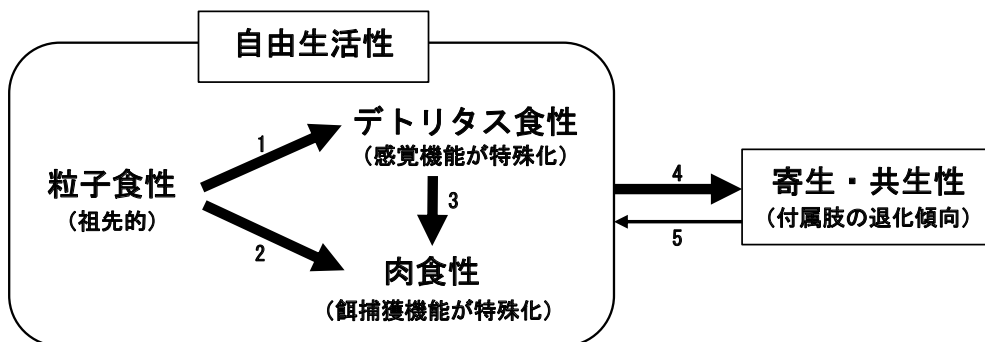 自由生活性
デトリタス食性
(感覚機能が特殊化)
粒子食性
(祖先的)
肉食性
(餌捕獲機能が特殊化)
寄生・共生性
(付属肢の退化傾向)
1
2
3
4
5